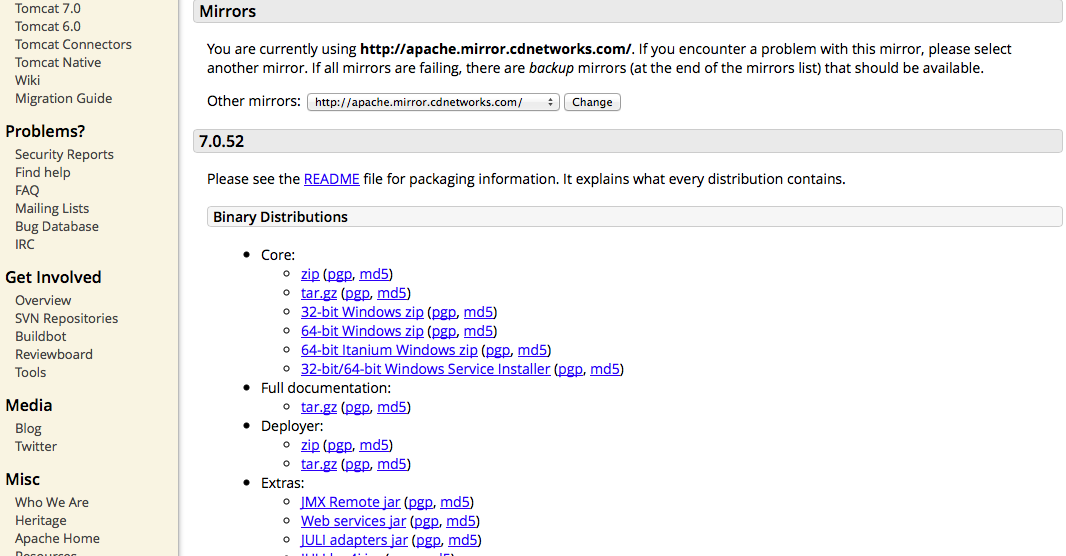 Tomcat 7.0
Tomcat 6.0
Tomcat Connectors
Tomcat Native
Wiki
Migration Guide
Problems?
Security Reports
Find help
FAQ
Mailing Lists
Bug Database
IRC
Get Involved
Overview
SVN Repositories
Buildbot
Reviewboard
Tools
Media
Blog
Twitter
Misc
Who We Are
Heritage
Apache Home
Resources
Mirrors
You are currently using http://apache.mirror.cdnetworks.com/. If you encounter a problem with this mirror, please select
another mirror. If all mirrors are failing, there are backup mirrors (at the end of the mirrors list) that should be available.
Other mirrors: http://apache.mirror.cdnetworks.com/ Change
7.0.52
Please see the README file for packaging information. It explains what every distribution contains.
Binary Distributions
Core:
zip (pgp, md5)
tar.gz (pgp, md5)
32-bit Windows zip (pgp, md5)
64-bit Windows zip (pgp, md5)
64-bit Itanium Windows zip (pgp, md5)
32-bit/64-bit Windows Service Installer (pgp, md5)
Full documentation:
tar.gz (pgp, md5)
Deployer:
zip (pgp, md5)
tar.gz (pgp, md5)
Extras:
JMX Remote jar (pgp, md5)
Web services jar (pgp, md5)
JULI adapters jar (pgp, md5)